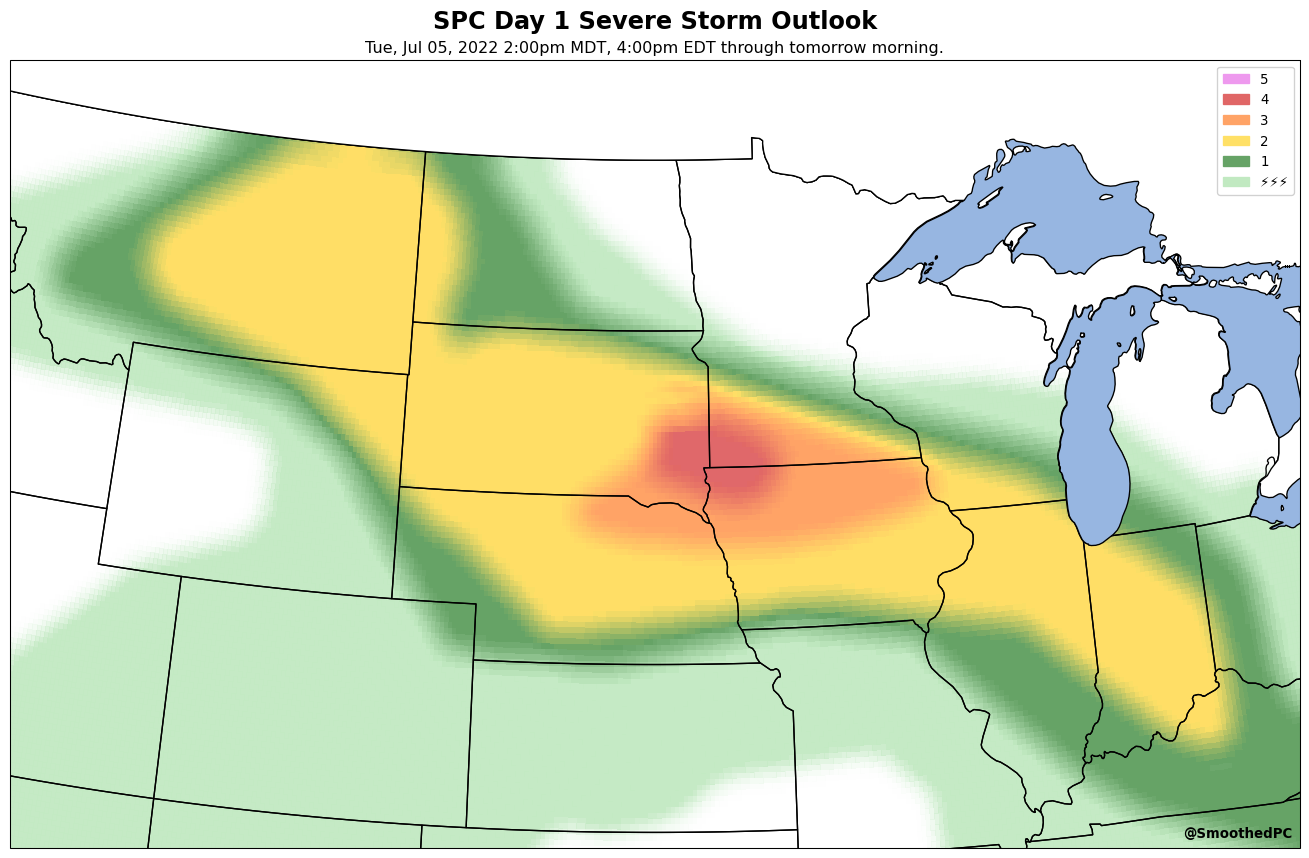 SPC Day 1 Severe Storm Outlook
Tue, Jul 05, 2022 2:00pm MDT, 4:00pm EDT through tomorrow morning.
5
4
3
2
1
⚡⚡⚡
@SmoothedPC